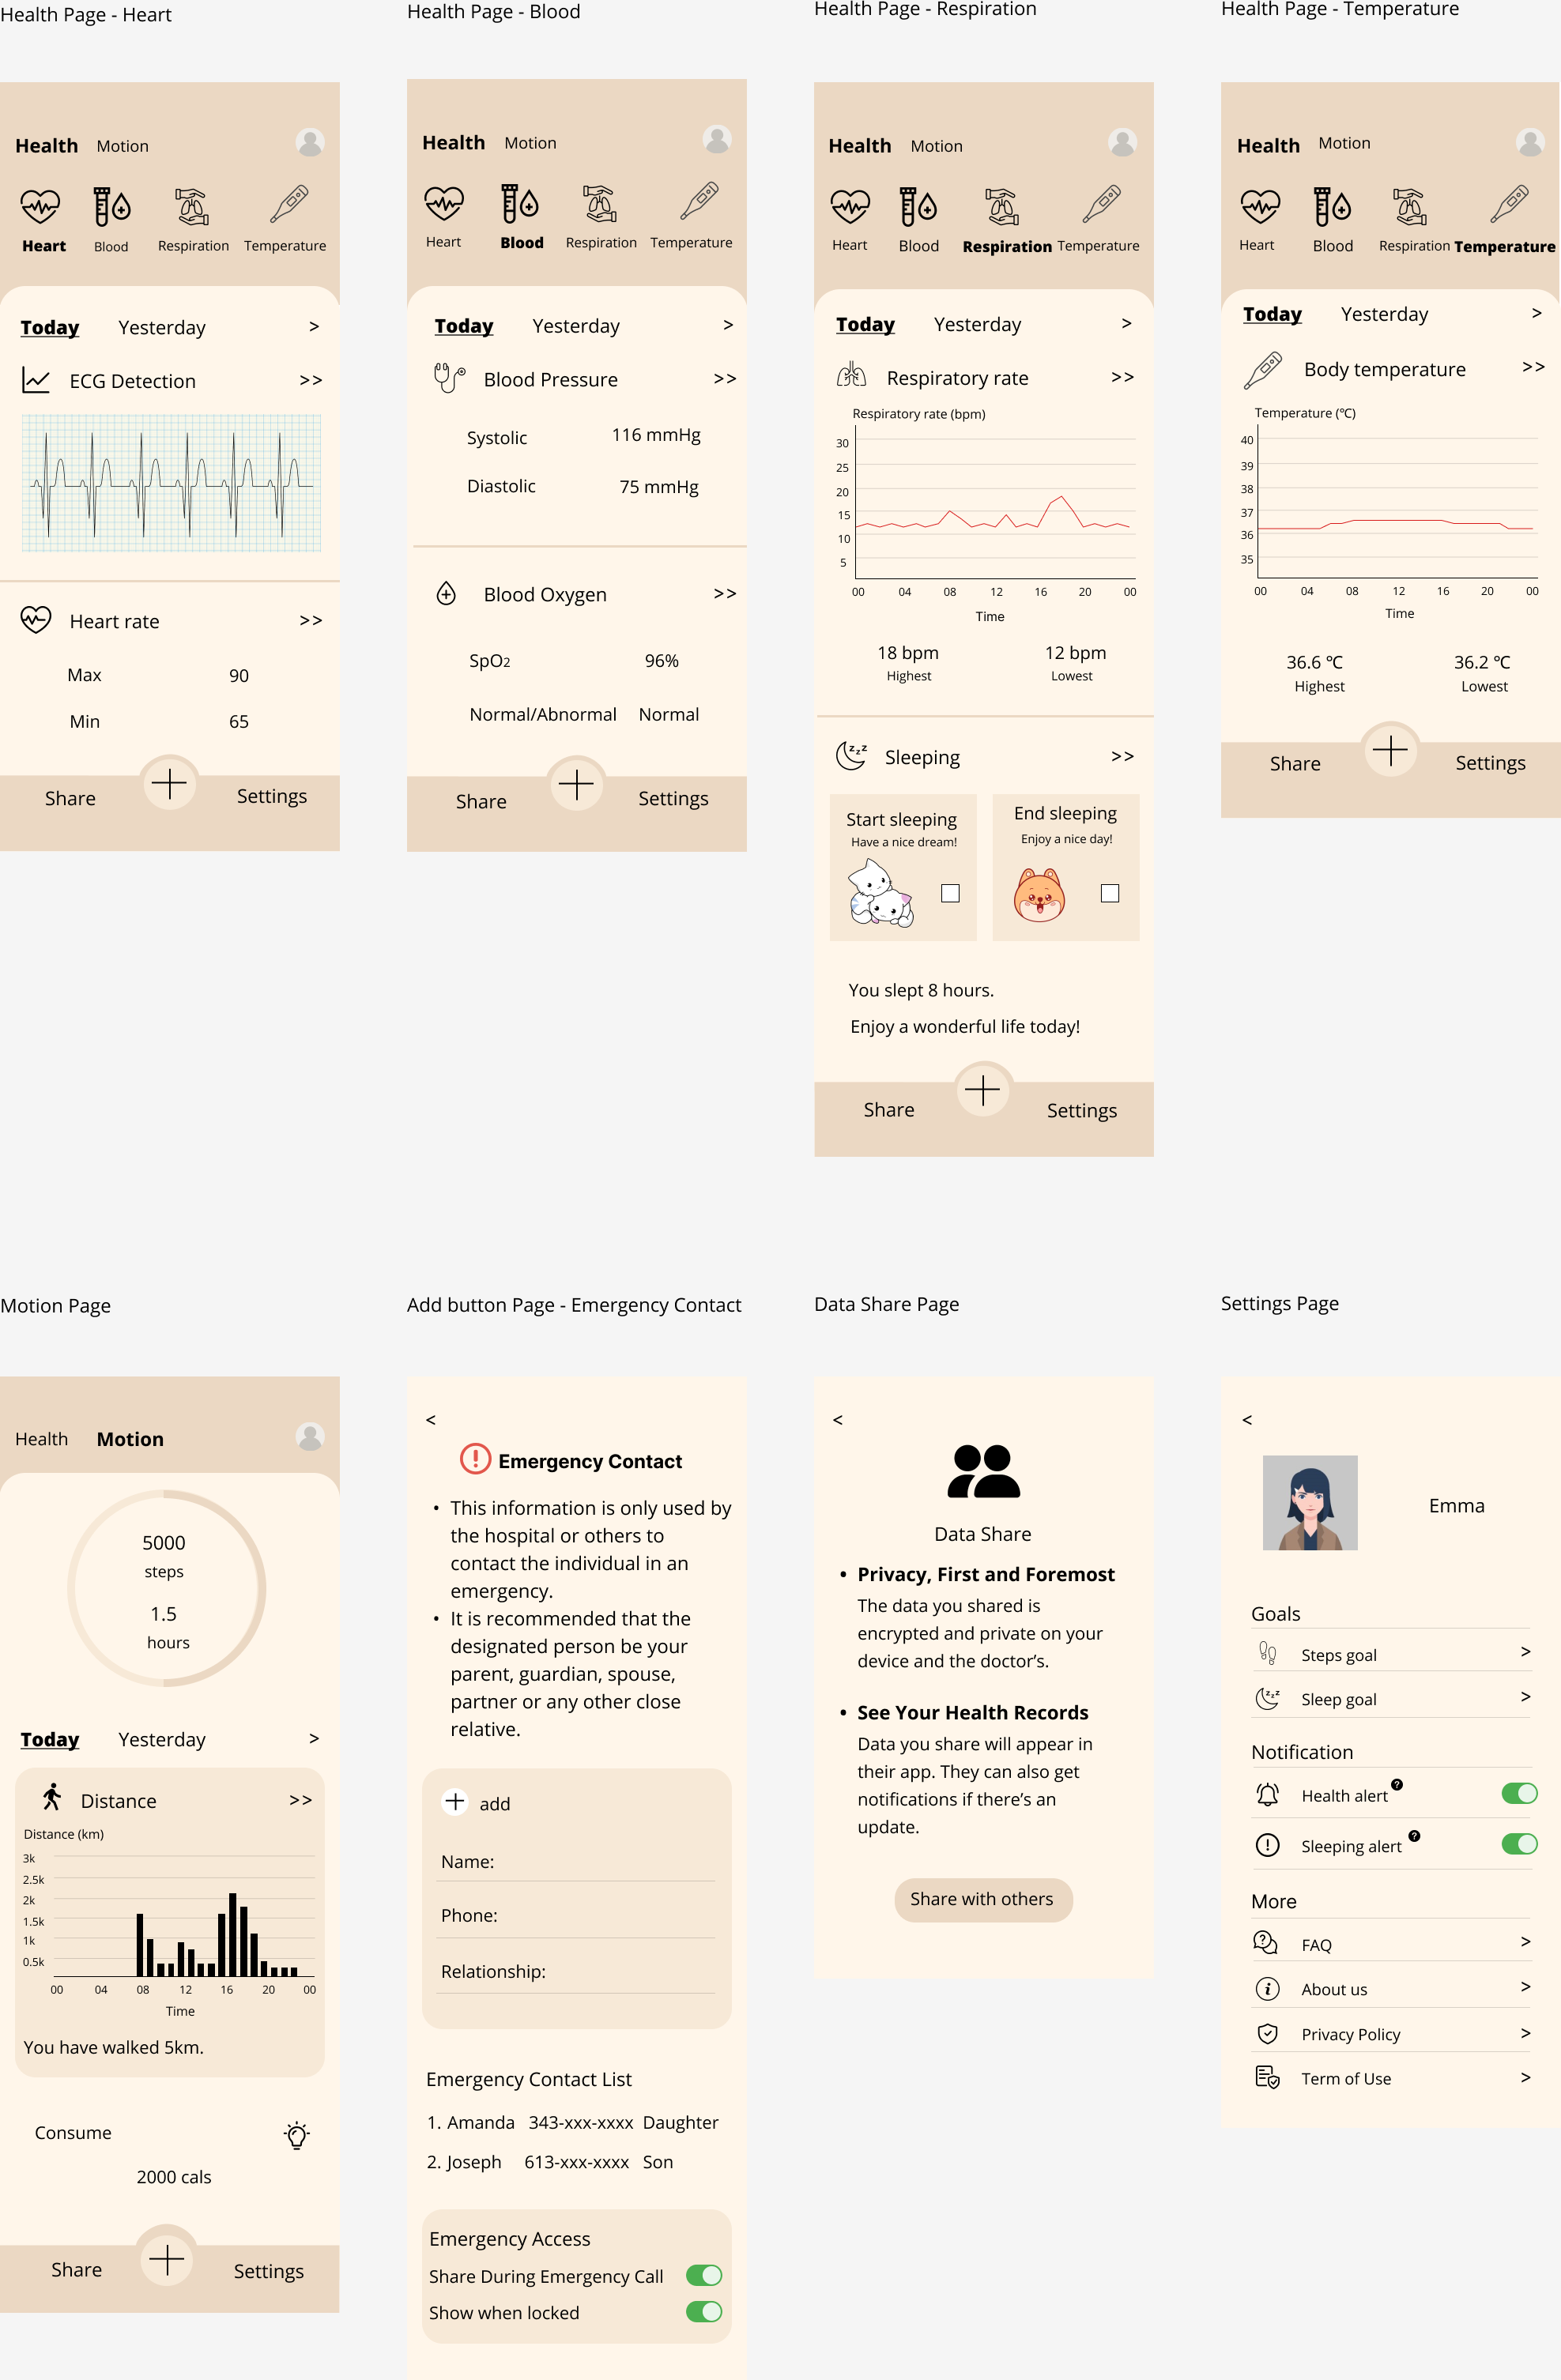 Health Page - Heart
Health Motion
Heart Blood Respiration Temperature
Today Yesterday >
ECG Detection >>
Heart rate >>
Max 90
Min 65
Share Settings
Health Page - Blood
Health Motion
Heart Blood Respiration Temperature
Today Yesterday >
Blood Pressure >>
Systolic 116 mmHg
Diastolic 75 mmHg
Blood Oxygen >>
SpO2 96%
Normal/Abnormal Normal
Share Settings
Health Page - Respiration
Health Motion
Heart Blood Respiration Temperature
Today Yesterday >
Respiratory rate >>
Respiratory rate (bpm)
30
25
20
15
10
5
00 04 08 12 16 20 00
Time
18 bpm 12 bpm
Highest Lowest
zzz Sleeping >>
Start sleeping
Have a nice dream!
End sleeping
Enjoy a nice day!
You slept 8 hours.
Enjoy a wonderful life today!
Share Settings
Health Page - Temperature
Health Motion
Heart Blood Respiration Temperature
Today Yesterday >
Body temperature >>
Temperature (℃)
40
39
38
37
36
35
00 04 08 12 16 20 00
Time
36.6 ℃ 36.2 ℃
Highest Lowest
Share Settings
Motion Page
Health Motion
5000
steps
1.5
hours
Today Yesterday >
Distance >>
Distance (km)
3k
2.5k
2k
1.5k
1k
0.5k
00 04 08 12 16 20 00
Time
You have walked 5km.
Consume
2000 cals
Share Settings
Add button Page - Emergency Contact
<
Emergency Contact
• This information is only used by
the hospital or others to
contact the individual in an
emergency.
• It is recommended that the
designated person be your
parent, guardian, spouse,
partner or any other close
relative.
add
Name:
Phone:
Relationship:
Emergency Contact List
1. Amanda 343-xxx-xxxx Daughter
2. Joseph 613-xxx-xxxx Son
Emergency Access
Share During Emergency Call
Show when locked
Data Share Page
<
Data Share
• Privacy, First and Foremost
The data you shared is
encrypted and private on your
device and the doctor's.
• See Your Health Records
Data you share will appear in
their app. They can also get
notifications if there's an
update.
Share with others
Settings Page
<
Emma
Goals
Steps goal >
zzz Sleep goal >
Notification
Health alert ?
Sleeping alert ?
More
FAQ >
About us >
Privacy Policy >
Term of Use >